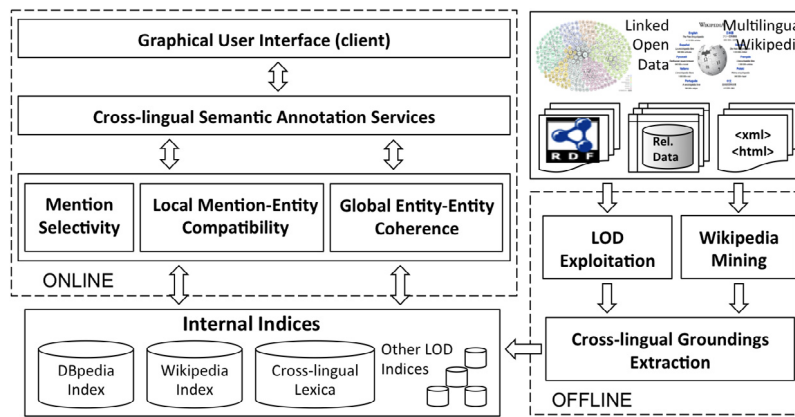 Graphical User Interface (client)
Cross-lingual Semantic Annotation Services
Mention
Selectivity
Local Mention-Entity
Compatibility
Global Entity-Entity
Coherence
ONLINE
Internal Indices
DBpedia
Index
Wikipedia
Index
Cross-lingual
Lexica
Other LOD
Indices
Linked
Open
Data
Multilingual
Wikipedia
RDF
Rel.
Data
<xml>
<html>
LOD
Exploitation
Wikipedia
Mining
Cross-lingual Groundings
Extraction
OFFLINE